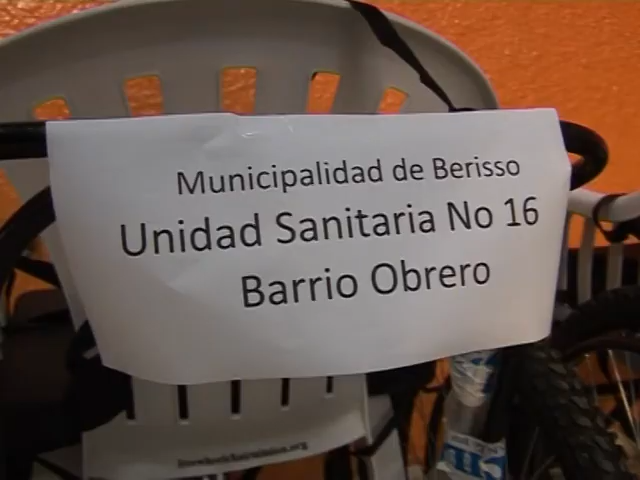 Municipalidad de Berisso
Unidad Sanitaria No 16
Barrio Obrero